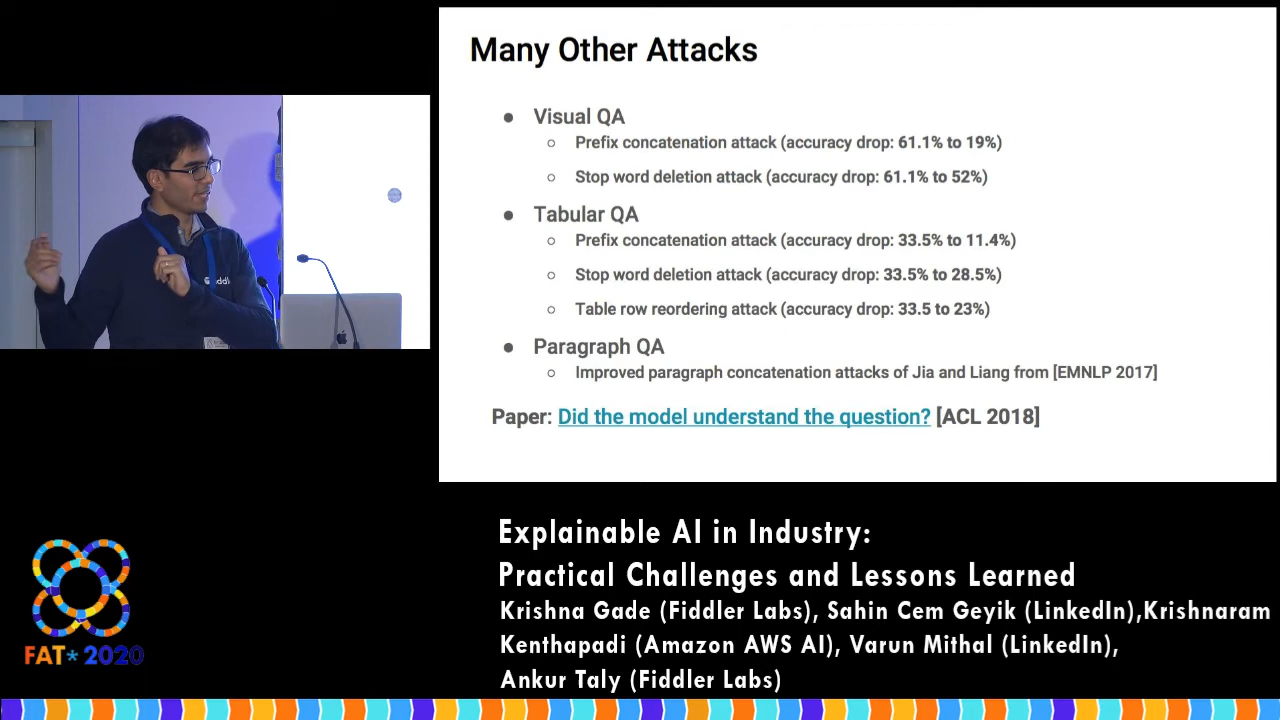 Many Other Attacks
● Visual QA
○ Prefix concatenation attack (accuracy drop: 61.1% to 19%)
○ Stop word deletion attack (accuracy drop: 61.1% to 52%)
● Tabular QA
○ Prefix concatenation attack (accuracy drop: 33.5% to 11.4%)
○ Stop word deletion attack (accuracy drop: 33.5% to 28.5%)
○ Table row reordering attack (accuracy drop: 33.5 to 23%)
● Paragraph QA
○ Improved paragraph concatenation attacks of Jia and Liang from [EMNLP 2017]
Paper: Did the model understand the question? [ACL 2018]
Explainable AI in Industry:
Practical Challenges and Lessons Learned
Krishna Gade (Fiddler Labs), Sahin Cem Geyik (LinkedIn),Krishnaram
Kenthapadi (Amazon AWS AI), Varun Mithal (LinkedIn),
Ankur Taly (Fiddler Labs)
FAT* 2020